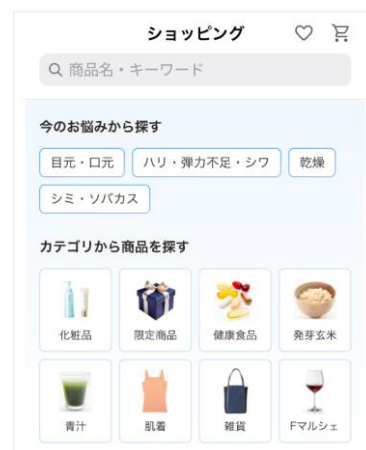 ショッピング
商品名・キーワード
今のお悩みから探す
目元・口元 ハリ・弾力不足・シワ 乾燥
シミ・ソバカス
カテゴリから商品を探す
化粧品 限定商品 健康食品 発芽玄米
青汁 肌着 雑貨 Fマルシェ